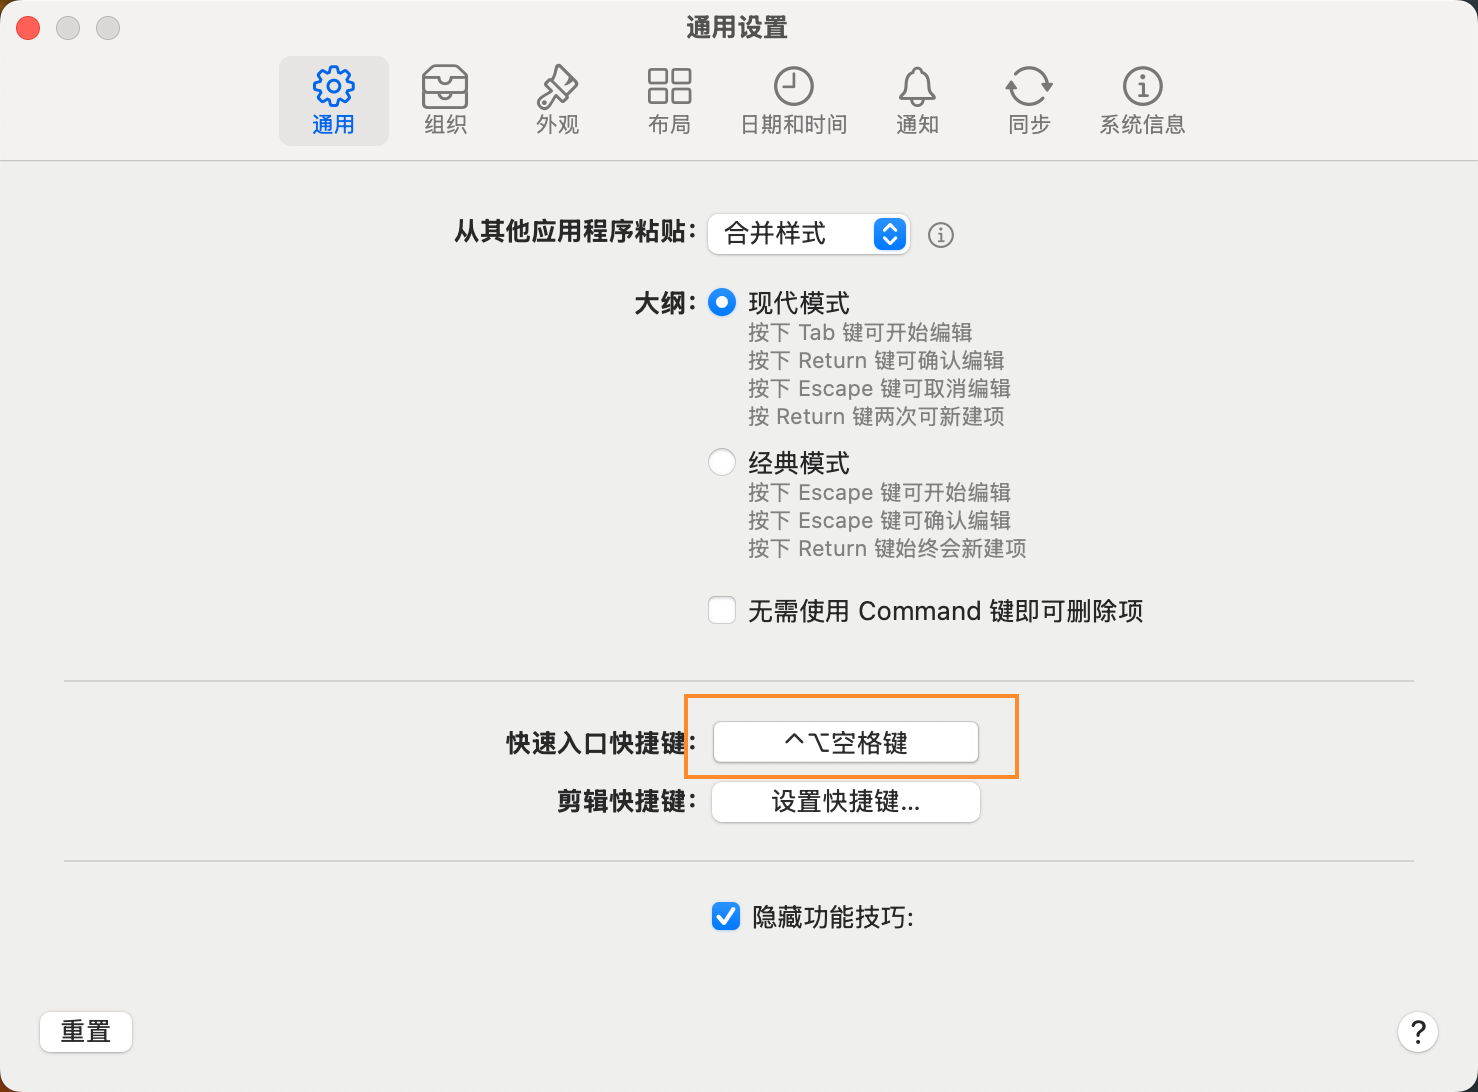 通用设置
通用
组织
外观
布局
日期和时间
通知
同步
系统信息
从其他应用程序粘贴:
合并样式
大纲:
现代模式
按下 Tab 键可开始编辑
按下 Return 键可确认编辑
按下 Escape 键可取消编辑
按 Return 键两次可新建项
经典模式
按下 Escape 键可开始编辑
按下 Escape 键可确认编辑
按下 Return 键始终会新建项
无需使用 Command 键即可删除项
快速入口快捷键:
^⌥空格键
剪辑快捷键:
设置快捷键...
隐藏功能技巧:
重置
?